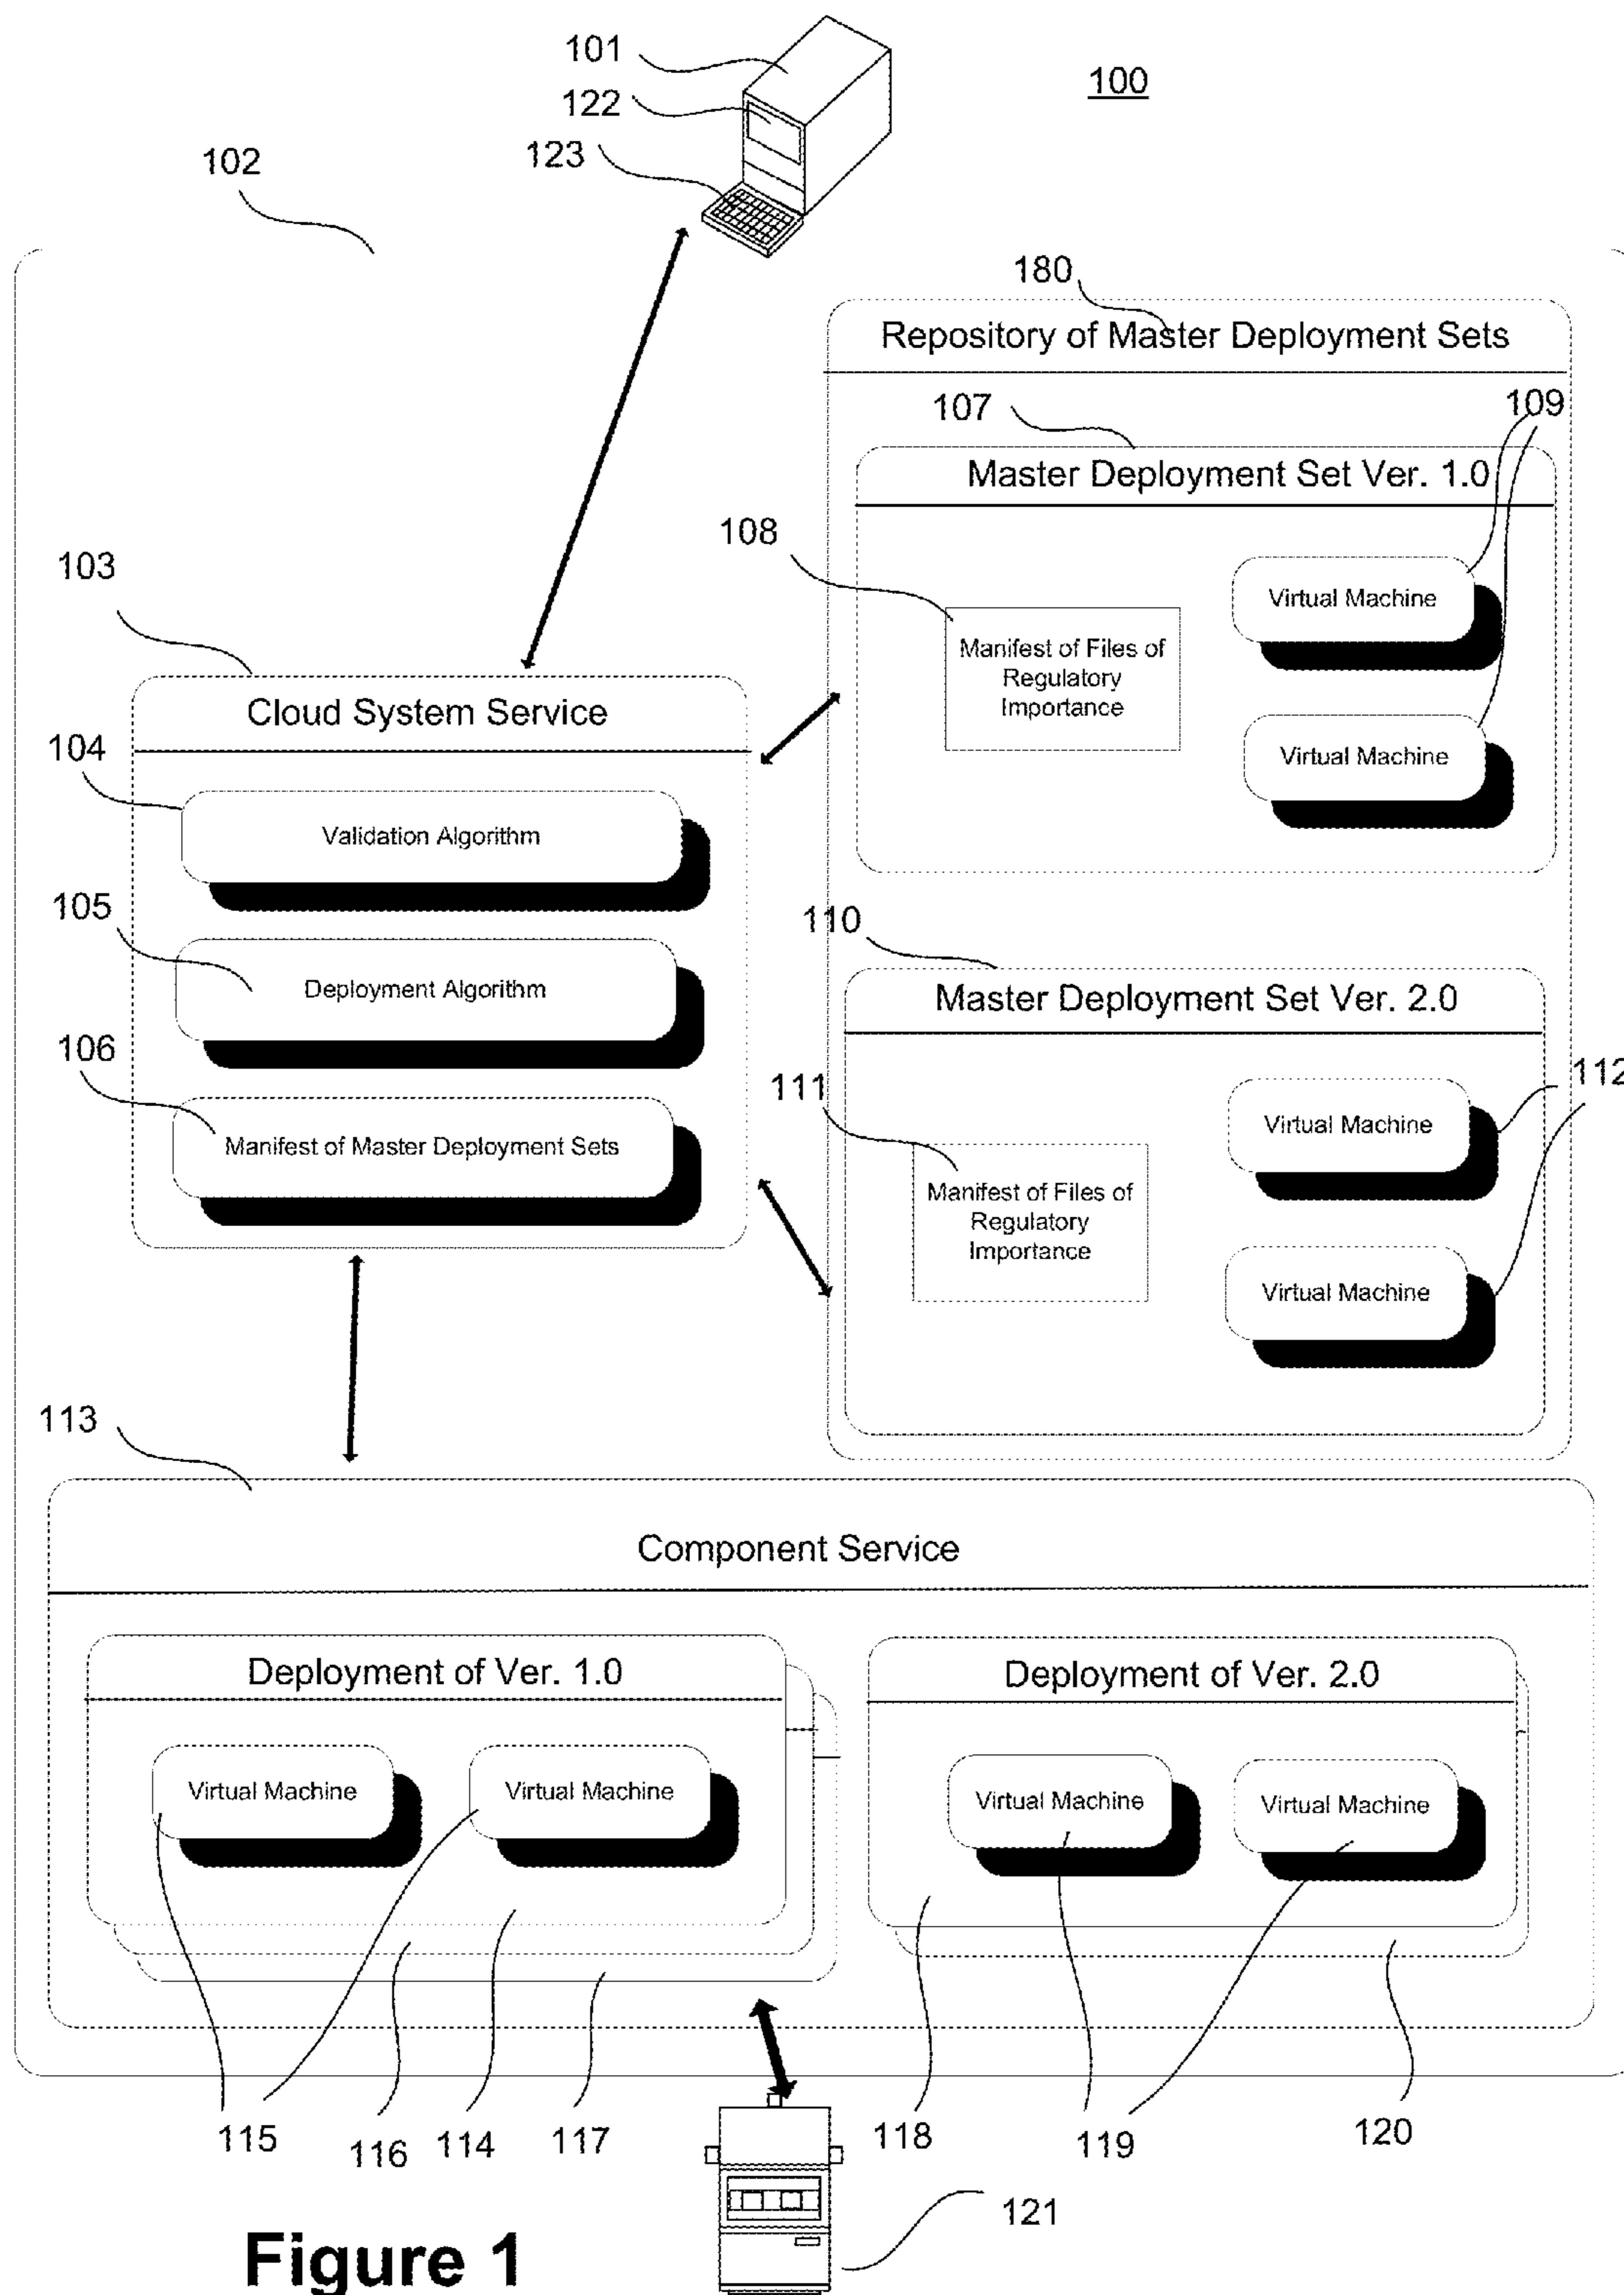 101
100
122
123
102
180
Repository of Master Deployment Sets
107
109
Master Deployment Set Ver. 1.0
108
Virtual Machine
Manifest of Files of
Regulatory
Importance
Virtual Machine
103
Cloud System Service
104
Validation Algorithm
105
Deployment Algorithm
106
Manifest of Master Deployment Sets
110
Master Deployment Set Ver. 2.0
111
112
Virtual Machine
Manifest of Files of
Regulatory
Importance
Virtual Machine
113
Component Service
Deployment of Ver. 1.0
Virtual Machine
Virtual Machine
Deployment of Ver. 2.0
Virtual Machine
Virtual Machine
115
116
114
117
118
119
120
121
Figure 1